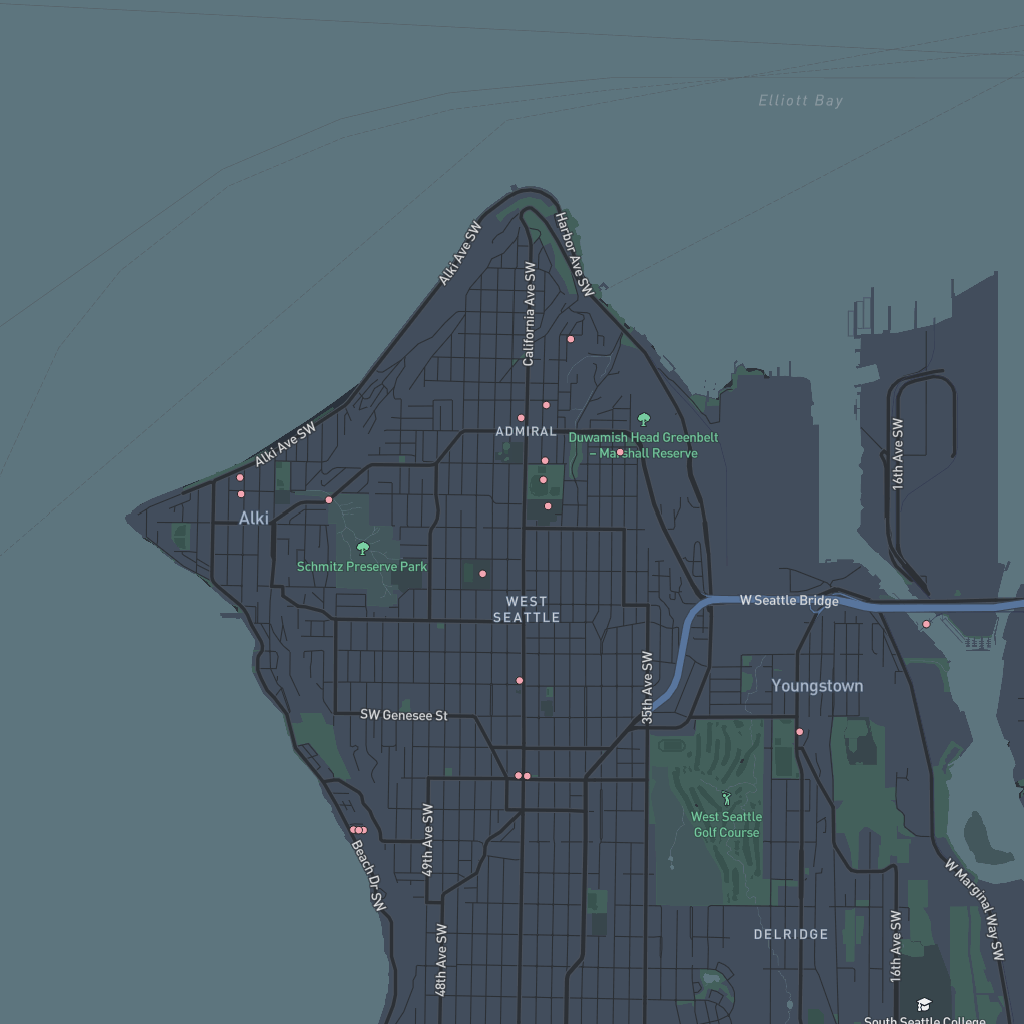 Elliott Bay
Alki Ave SW
Harbor Ave SW
California Ave SW
ADMIRAL
Duwamish Head Greenbelt
– Marshall Reserve
Alki Ave SW
16th Ave SW
Alki
Schmitz Preserve Park
WEST
SEATTLE
W Seattle Bridge
35th Ave SW
Youngstown
SW Genesee St
West Seattle
Golf Course
49th Ave SW
Beach Dr SW
W Marginal Way SW
DELRIDGE
48th Ave SW
16th Ave SW
South Seattle College